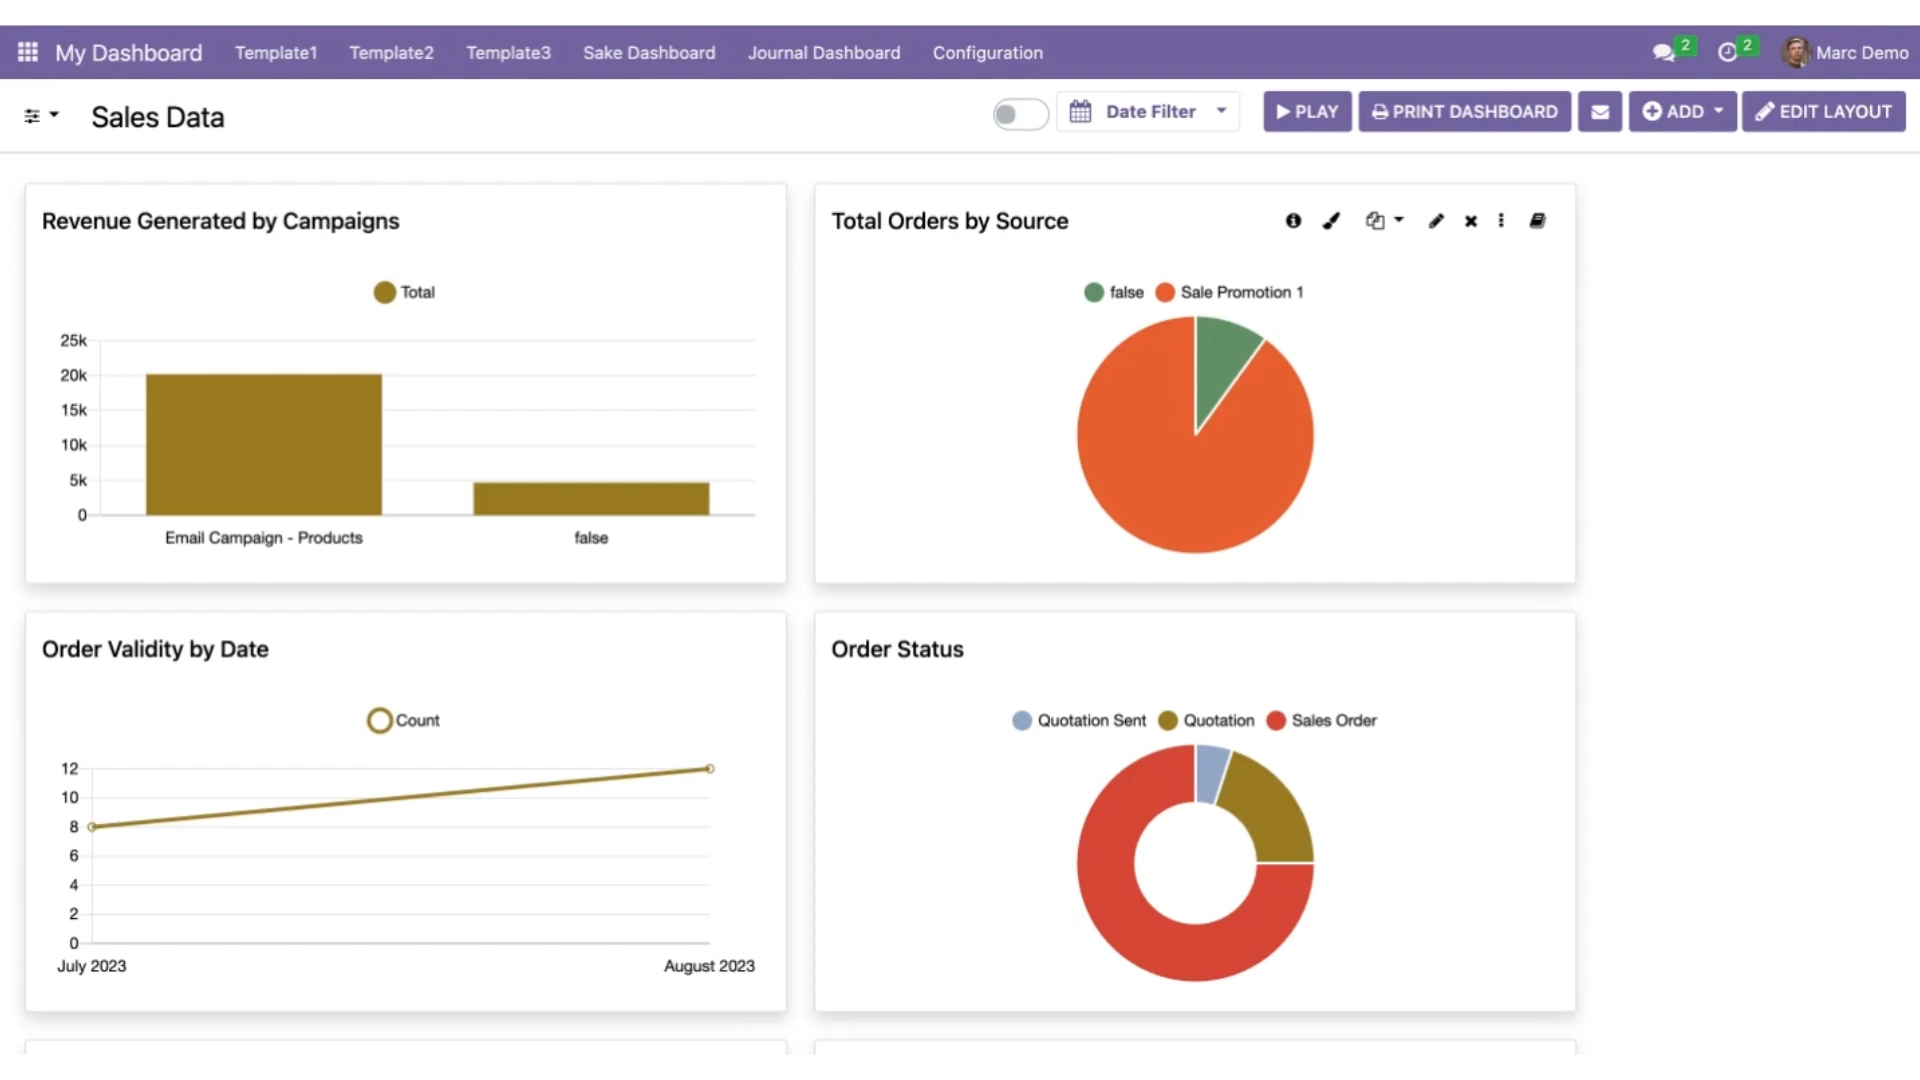 My Dashboard Template1 Template2 Template3 Sake Dashboard Journal Dashboard Configuration 2 2 Marc Demo
Sales Data Date Filter PLAY PRINT DASHBOARD ADD EDIT LAYOUT
Revenue Generated by Campaigns
Total
25k
20k
15k
10k
5k
0
Email Campaign - Products false
Total Orders by Source
false Sale Promotion 1
Order Validity by Date
Count
12
10
8
6
4
2
0
July 2023 August 2023
Order Status
Quotation Sent Quotation Sales Order